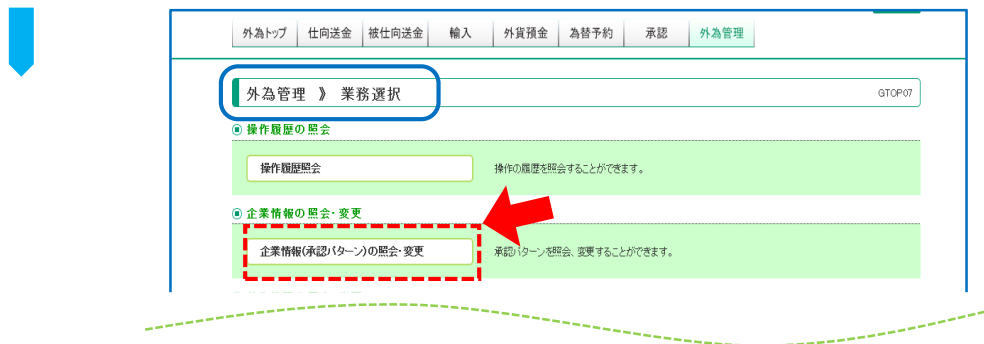 外為トップ 仕向送金 被仕向送金 輸入 外貨預金 為替予約 承認 外為管理
外為管理 》 業務選択 GTOP07
操作履歴の照会
操作履歴照会 操作の履歴を照会することができます。
企業情報の照会・変更
企業情報(承認パターン)の照会・変更 承認パターンを照会、変更することができます。